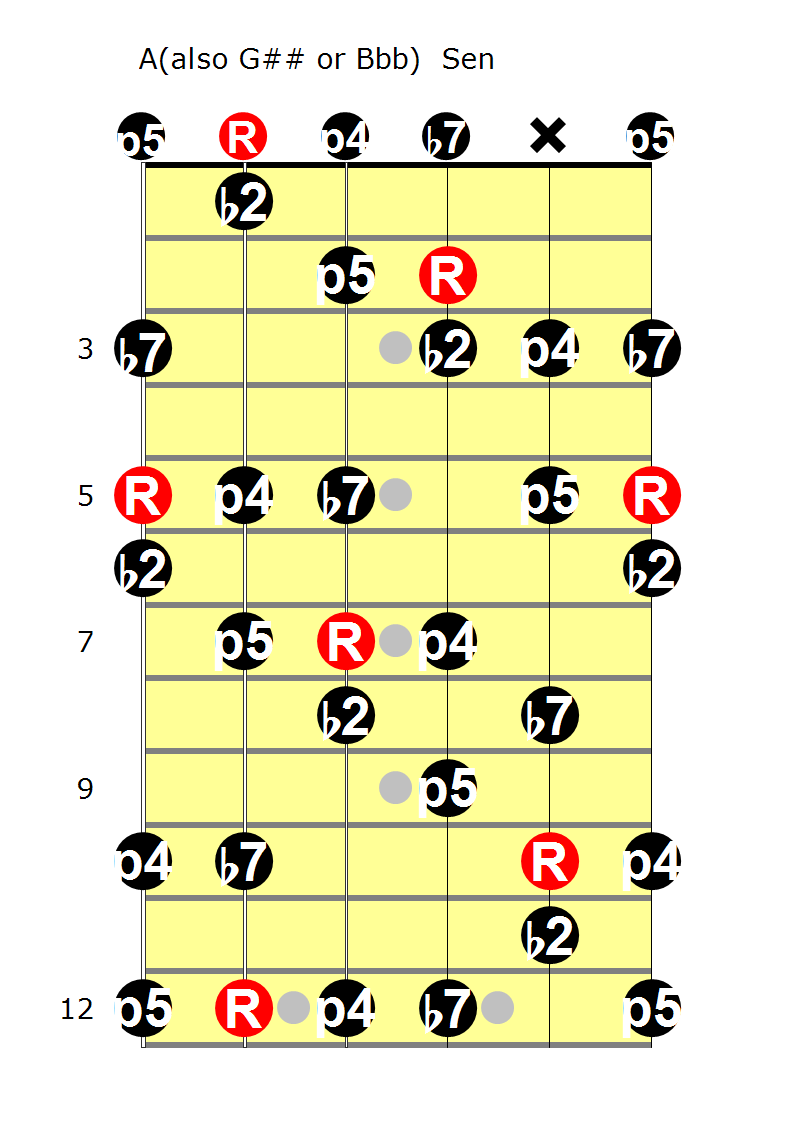 A(also G## or Bbb) Sen
p5 R p4 ♭7 × p5
♭2
p5 R
3 ♭7 ♭2 p4 ♭7
5 R p4 ♭7 p5 R
♭2 ♭2
7 p5 R p4
♭2 ♭7
9 p5
p4 ♭7 R p4
♭2
12 p5 R p4 ♭7 p5